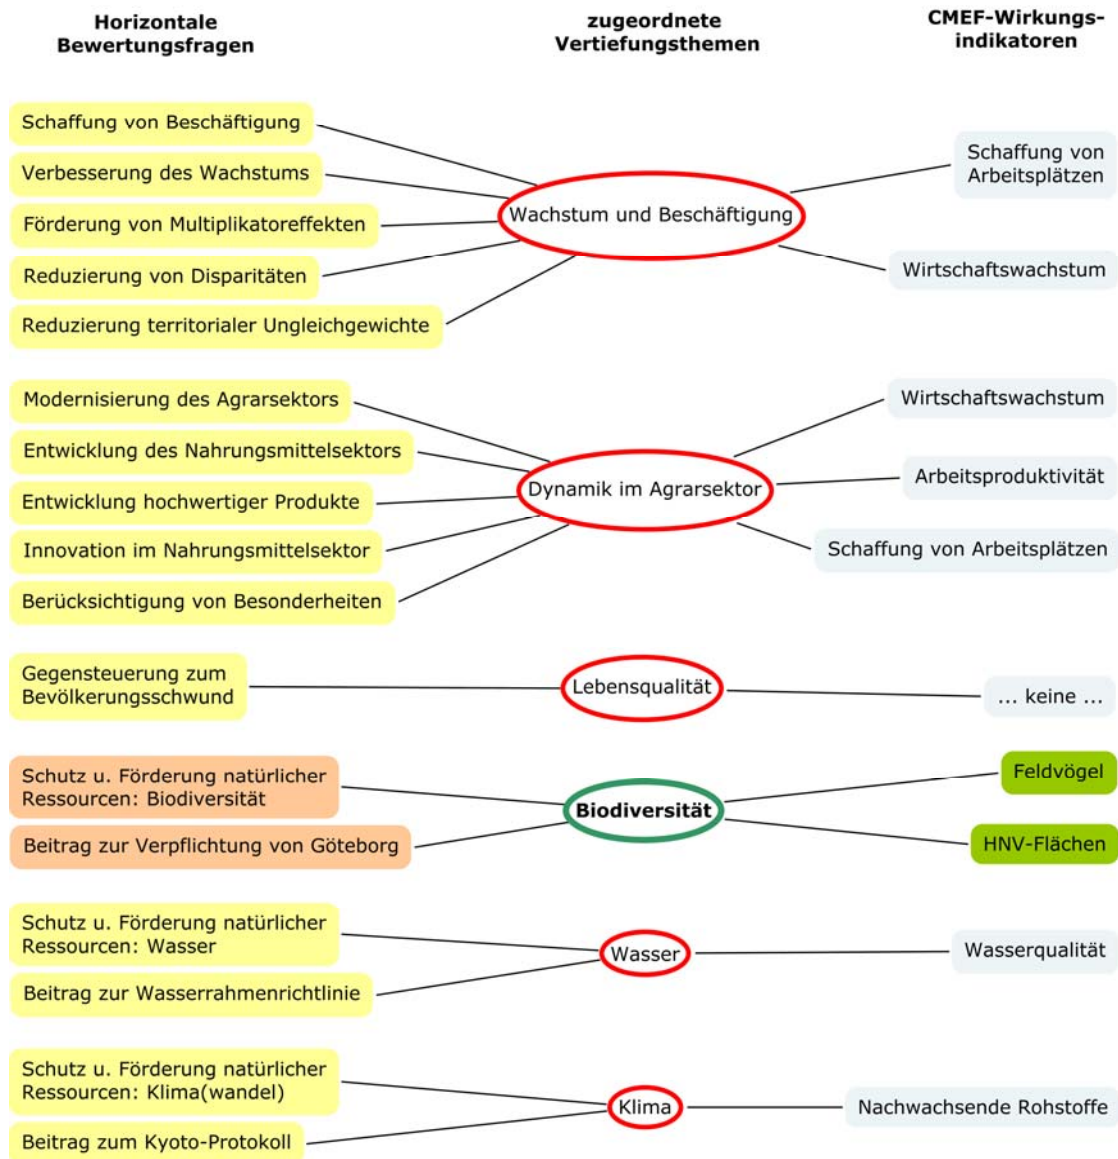 Horizontale
Bewertungsfragen
zugeordnete
Vertiefungsthemen
CMEF-Wirkungs-
indikatoren
Schaffung von Beschäftigung
Verbesserung des Wachstums
Förderung von Multiplikatoreffekten
Reduzierung von Disparitäten
Reduzierung territorialer Ungleichgewichte
Wachstum und Beschäftigung
Schaffung von
Arbeitsplätzen
Wirtschaftswachstum
Modernisierung des Agrarsektors
Entwicklung des Nahrungsmittelsektors
Entwicklung hochwertiger Produkte
Innovation im Nahrungsmittelsektor
Berücksichtigung von Besonderheiten
Dynamik im Agrarsektor
Wirtschaftswachstum
Arbeitsproduktivität
Schaffung von Arbeitsplätzen
Gegensteuerung zum
Bevölkerungsschwund
Lebensqualität
... keine ...
Schutz u. Förderung natürlicher
Ressourcen: Biodiversität
Beitrag zur Verpflichtung von Göteborg
Biodiversität
Feldvögel
HNV-Flächen
Schutz u. Förderung natürlicher
Ressourcen: Wasser
Beitrag zur Wasserrahmenrichtlinie
Wasser
Wasserqualität
Schutz u. Förderung natürlicher
Ressourcen: Klima(wandel)
Beitrag zum Kyoto-Protokoll
Klima
Nachwachsende Rohstoffe